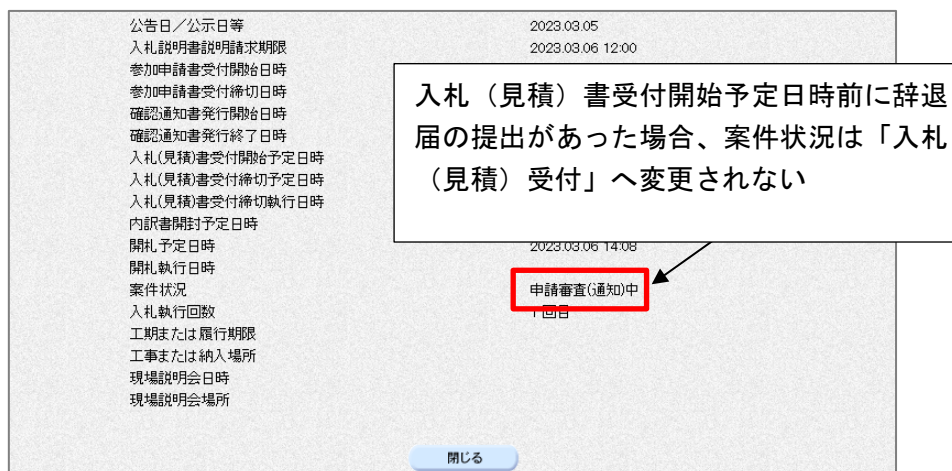 公告日／公示日等 2023.03.05
入札説明書説明請求期限 2023.03.06 12:00
参加申請書受付開始日時
参加申請書受付締切日時
確認通知書発行開始日時
確認通知書発行終了日時
入札(見積)書受付開始予定日時
入札(見積)書受付締切予定日時
入札(見積)書受付締切執行日時
内訳書開封予定日時
開札予定日時 2023.03.06 14:08
開札執行日時
案件状況 申請審査(通知)中
入札執行回数 1回目
工期または履行期限
工事または納入場所
現場説明会日時
現場説明会場所
入札（見積）書受付開始予定日時前に辞退
届の提出があった場合、案件状況は「入札
（見積）受付」へ変更されない
閉じる